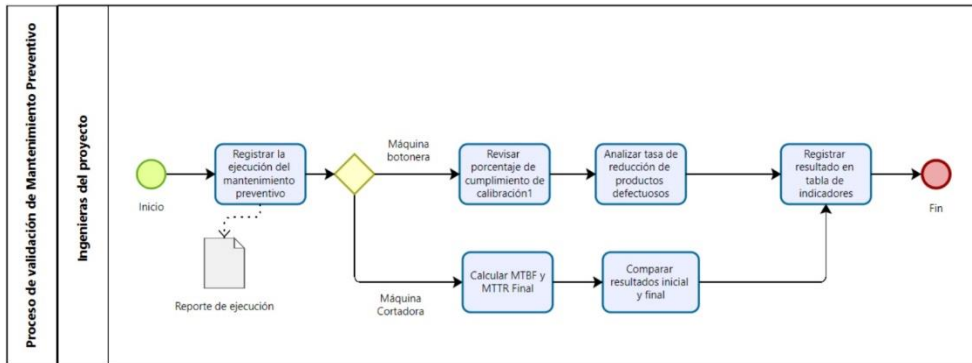 Proceso de validación de Mantenimiento Preventivo
Ingenieras del proyecto
Inicio
Registrar la
ejecución del
mantenimiento
preventivo
Reporte de ejecución
Máquina
botonera
Revisar
porcentaje de
cumplimiento de
calibración1
Analizar tasa de
reducción de
productos
defectuosos
Registrar
resultado en
tabla de
indicadores
Fin
Máquina
Cortadora
Calcular MTBF y
MTTR Final
Comparar
resultados inicial
y final